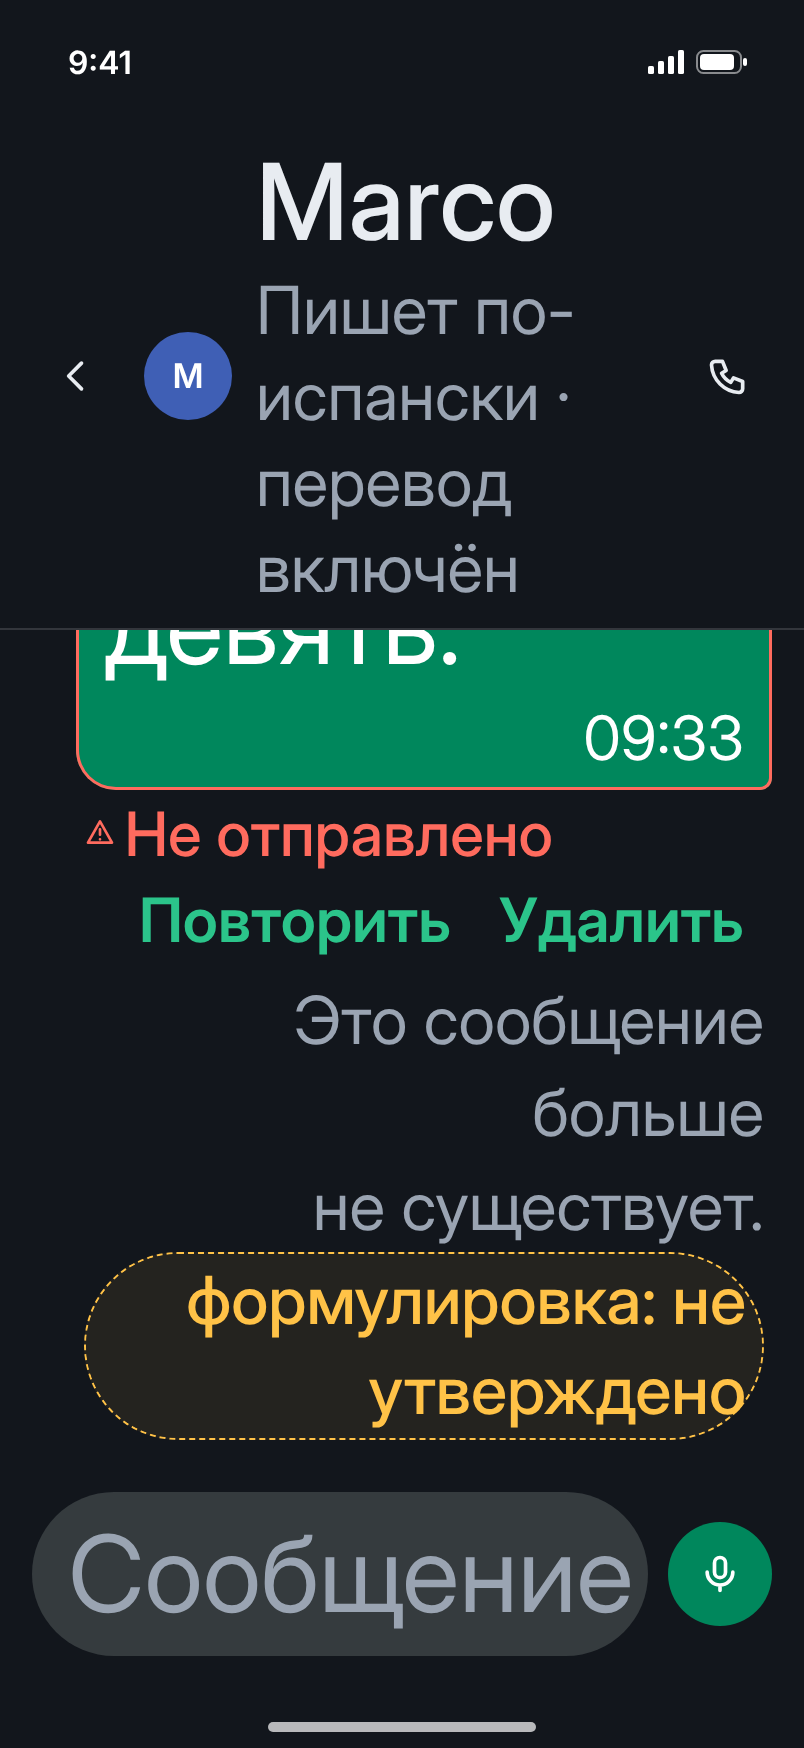 9:41
Marco
Пишет по-
испански ·
перевод
включён
M
девять.
09:33
Не отправлено
Повторить Удалить
Это сообщение
больше
не существует.
формулировка: не
утверждено
Сообщение